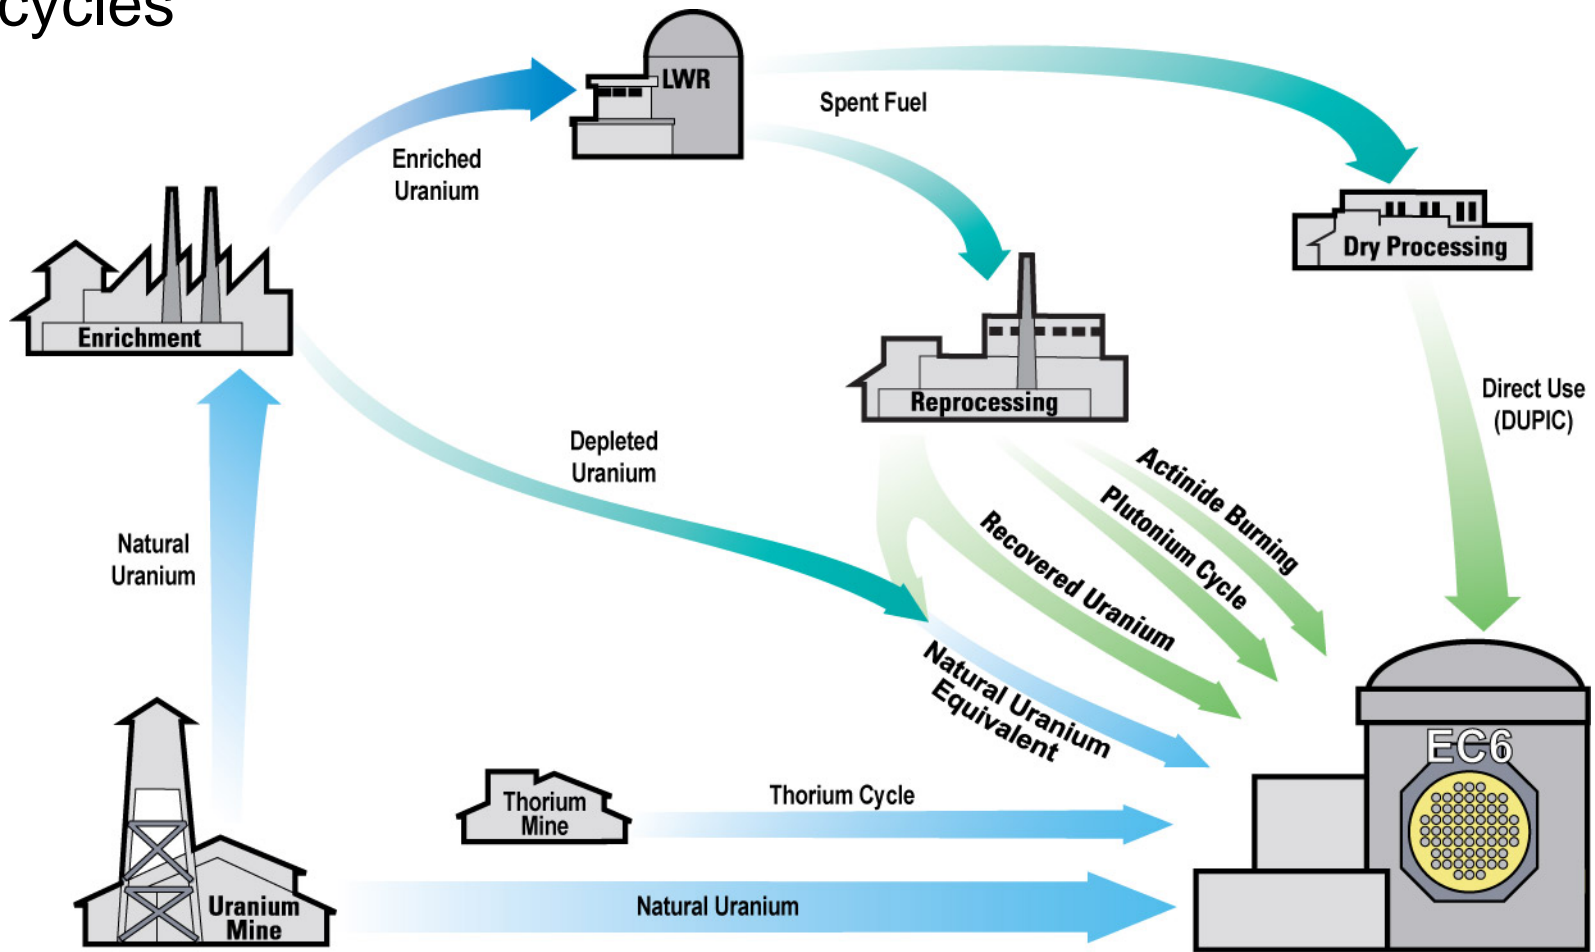 cycles
LWR
Spent Fuel
Enriched
Uranium
Dry Processing
Enrichment
Reprocessing
Direct Use
(DUPIC)
Depleted
Uranium
Actinide Burning
Plutonium Cycle
Recovered Uranium
Natural
Uranium
Natural Uranium
Equivalent
EC6
Thorium Cycle
Thorium
Mine
Natural Uranium
Uranium
Mine